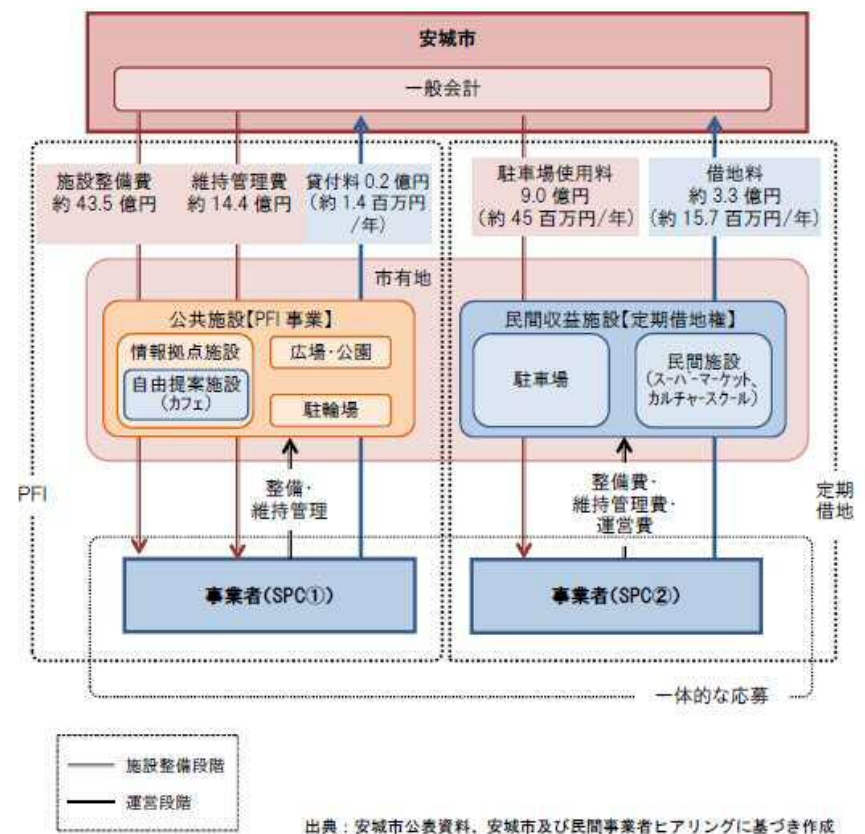 安城市
一般会計
施設整備費
約 43.5 億円
維持管理費
約 14.4 億円
貸付料 0.2 億円
(約 1.4 百万円
/年)
駐車場使用料
9.0 億円
(約 45 百万円/年)
借地料
約 3.3 億円
(約 15.7 百万円/年)
市有地
公共施設【PFI 事業】
情報拠点施設
自由提案施設
(カフェ)
広場・公園
駐輪場
民間収益施設【定期借地権】
駐車場
民間施設
(スーパーマーケット、
カルチャースクール)
PFI
整備・
維持管理
整備費・
維持管理費・
運営費
定期
借地
事業者(SPC①)
事業者(SPC②)
一体的な応募
施設整備段階
運営段階
出典：安城市公表資料、安城市及び民間事業者ヒアリングに基づき作成